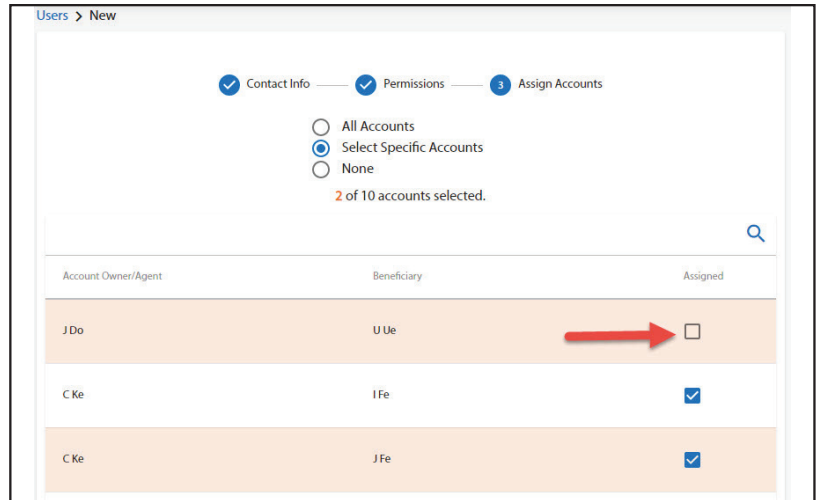 Users > New
Contact Info Permissions 3 Assign Accounts
All Accounts
Select Specific Accounts
None
2 of 10 accounts selected.
Account Owner/Agent Beneficiary Assigned
J Do U Ue
C Ke I Fe
C Ke J Fe